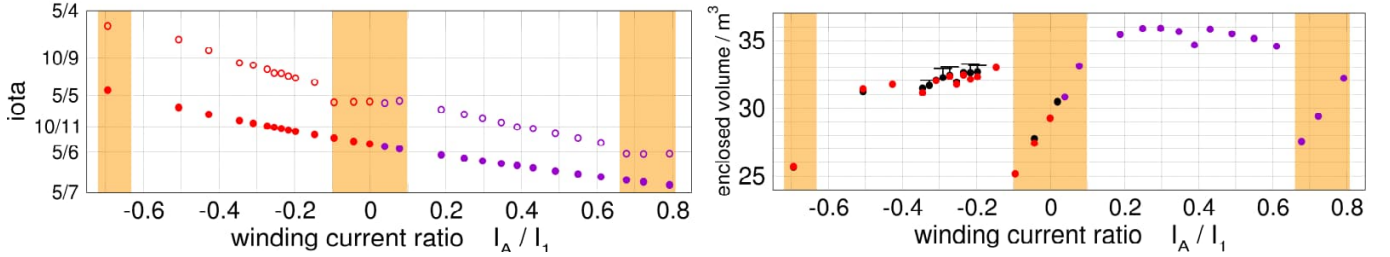 iota
5/4
10/9
5/5
10/11
5/6
5/7
-0.6 -0.4 -0.2 0 0.2 0.4 0.6 0.8
winding current ratio I_A / I_1
enclosed volume / m³
35
30
25
-0.6 -0.4 -0.2 0 0.2 0.4 0.6 0.8
winding current ratio I_A / I_1